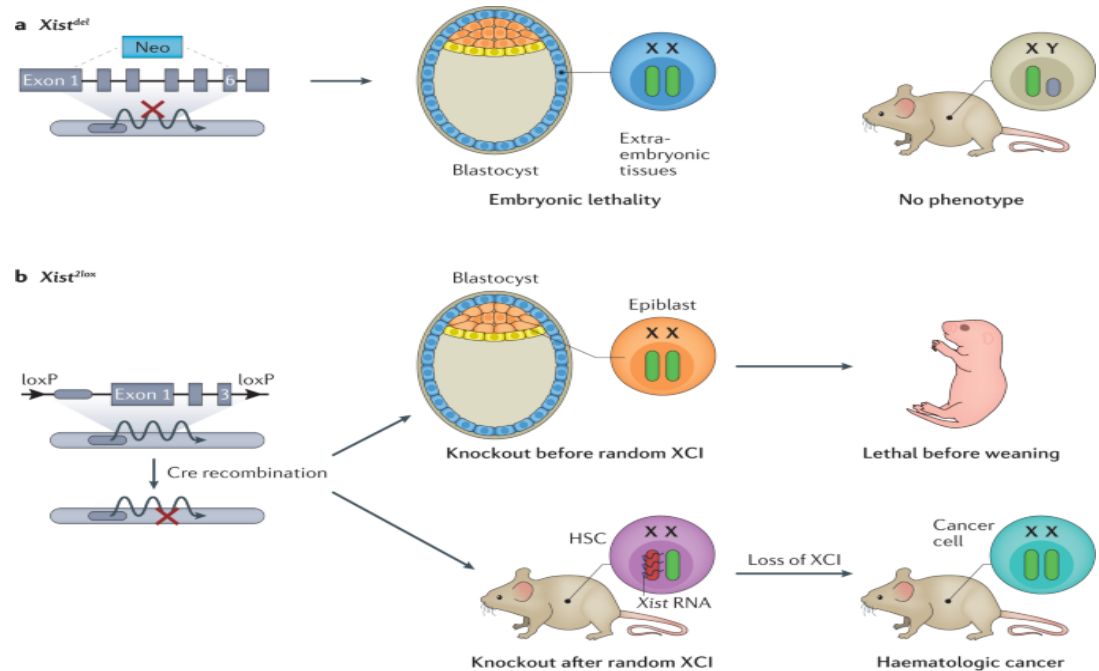 a Xist^del
Neo
Exon 1
6
X X
X Y
Blastocyst
Extra-
embryonic
tissues
Embryonic lethality
No phenotype
b Xist^2lox
Blastocyst
Epiblast
X X
loxP
loxP
Exon 1
3
Knockout before random XCI
Lethal before weaning
Cre recombination
HSC
X X
Xist RNA
Loss of XCI
Cancer
cell
X X
Knockout after random XCI
Haematologic cancer